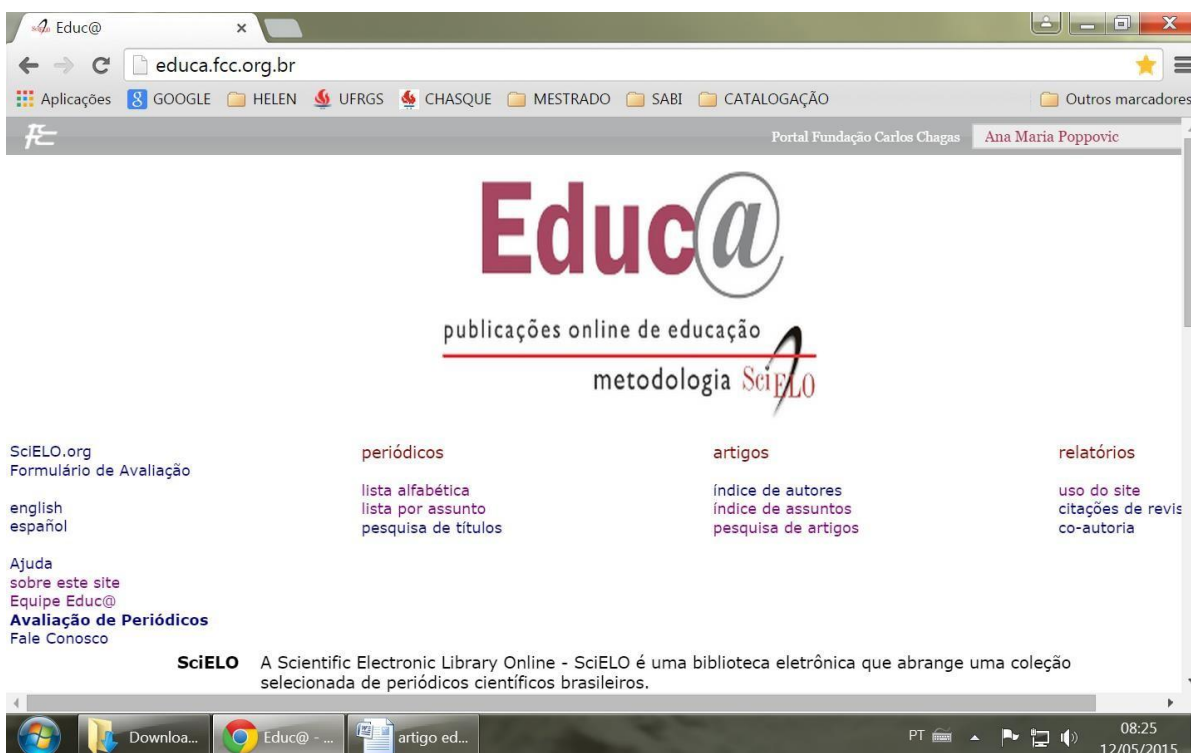 Educ@
educa.fcc.org.br
Aplicações GOOGLE HELEN UFRGS CHASQUE MESTRADO SABI CATALOGAÇÃO Outros marcadores
Portal Fundação Carlos Chagas Ana Maria Poppovic
Educ@
publicações online de educação
metodologia SciELO
SciELO.org
Formulário de Avaliação
english
español
Ajuda
sobre este site
Equipe Educ@
Avaliação de Periódicos
Fale Conosco
periódicos
lista alfabética
lista por assunto
pesquisa de títulos
artigos
índice de autores
índice de assuntos
pesquisa de artigos
relatórios
uso do site
citações de revis
co-autoria
SciELO A Scientific Electronic Library Online - SciELO é uma biblioteca eletrônica que abrange uma coleção
selecionada de periódicos científicos brasileiros.
Downloa... Educ@ - ... artigo ed... PT 08:25
12/05/2015